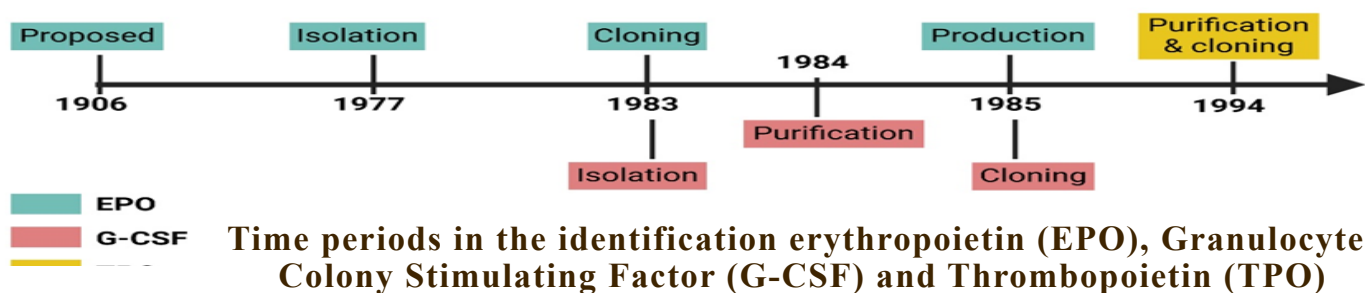 Proposed
Isolation
Cloning
Production
Purification
& cloning
1906
1977
1983
1984
1985
1994
Isolation
Purification
Cloning
EPO
G-CSF
Time periods in the identification erythropoietin (EPO), Granulocyte
Colony Stimulating Factor (G-CSF) and Thrombopoietin (TPO)